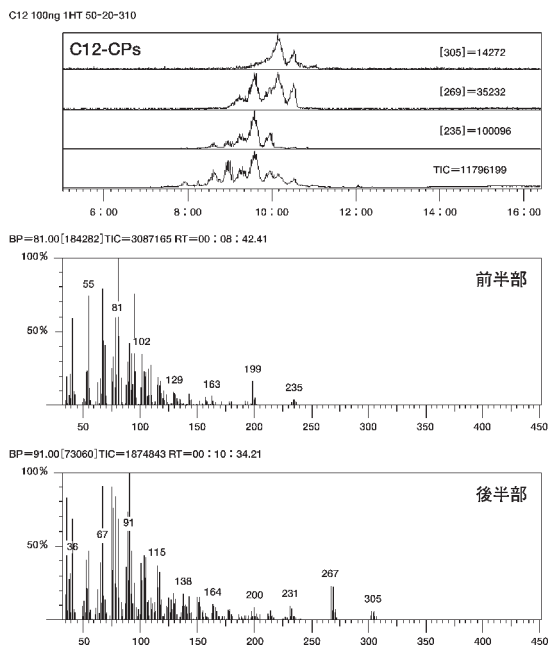 C12 100ng 1HT 50-20-310
C12-CPs
[305]=14272
[269]=35232
[235]=100096
TIC=11796199
6：00 8：00 10：00 12：00 14：00 16：00
BP=81.00[184282]TIC=3087165 RT=00：08：42.41
100%
前半部
55
81
50%
102
129
163
199
235
50 100 150 200 250 300 350 400 450
BP=91.00[73060]TIC=1874843 RT=00：10：34.21
100%
後半部
91
67
36
50%
115
138
164
200
231
267
305
50 100 150 200 250 300 350 400 450